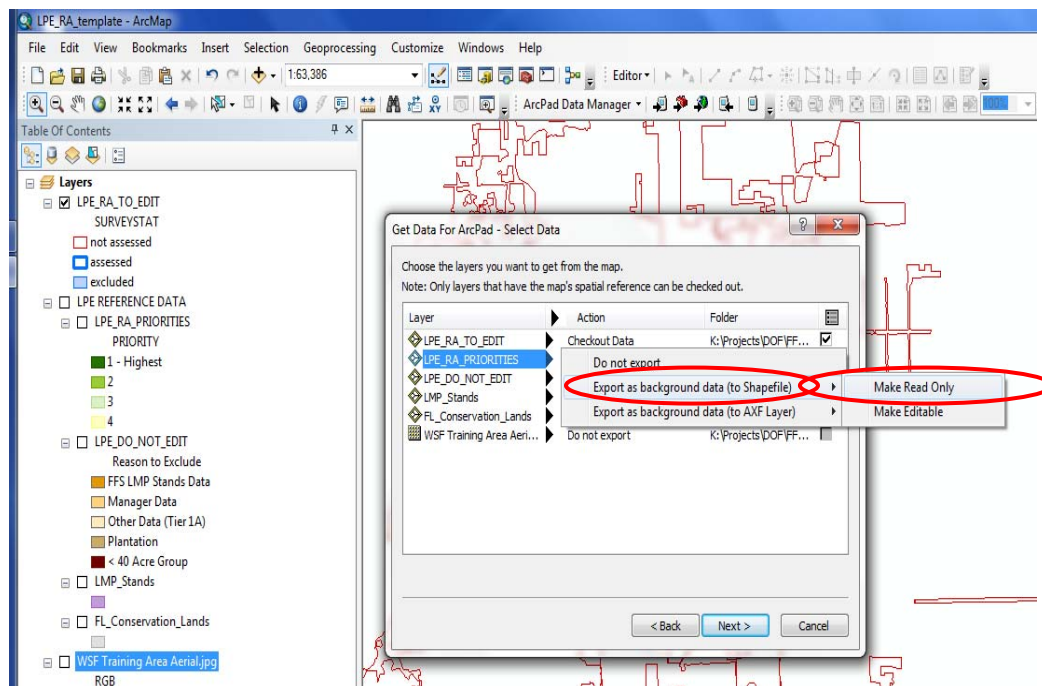 LPE_RA_template - ArcMap
File Edit View Bookmarks Insert Selection Geoprocessing Customize Windows Help
1:63,386
Editor
ArcPad Data Manager
100%
Table Of Contents
Layers
LPE_RA_TO_EDIT
SURVEYSTAT
not assessed
assessed
excluded
LPE REFERENCE DATA
LPE_RA_PRIORITIES
PRIORITY
1 - Highest
2
3
4
LPE_DO_NOT_EDIT
Reason to Exclude
FFS LMP Stands Data
Manager Data
Other Data (Tier 1A)
Plantation
< 40 Acre Group
LMP_Stands
FL_Conservation_Lands
WSF Training Area Aerial.jpg
RGB
Get Data For ArcPad - Select Data
Choose the layers you want to get from the map.
Note: Only layers that have the map's spatial reference can be checked out.
Layer Action Folder
LPE_RA_TO_EDIT Checkout Data K:\Projects\DOF\FF...
LPE_RA_PRIORITIES
LPE_DO_NOT_EDIT
LMP_Stands
FL_Conservation_Lands
WSF Training Area Aeri... Do not export K:\Projects\DOF\FF...
Do not export
Export as background data (to Shapefile) Make Read Only
Export as background data (to AXF Layer) Make Editable
< Back Next > Cancel